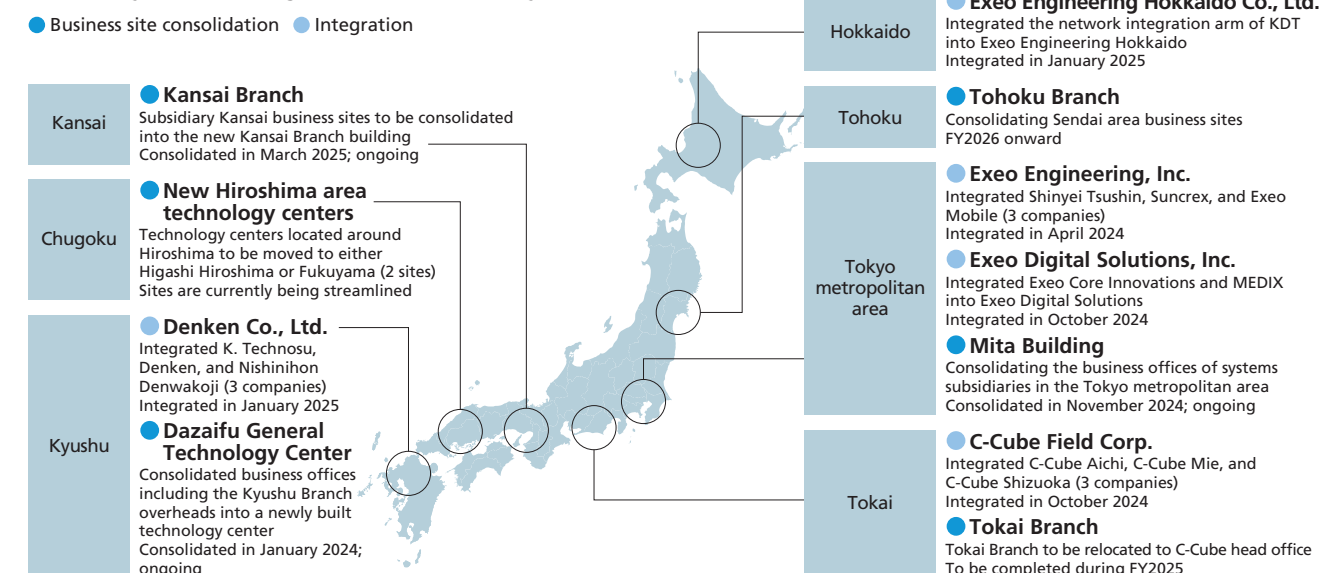 Business site consolidation
Integration
Kansai
Kansai Branch
Subsidiary Kansai business sites to be consolidated
into the new Kansai Branch building
Consolidated in March 2025; ongoing
Chugoku
New Hiroshima area
technology centers
Technology centers located around
Hiroshima to be moved to either
Higashi Hiroshima or Fukuyama (2 sites)
Sites are currently being streamlined
Kyushu
Denken Co., Ltd.
Integrated K. Technosu,
Denken, and Nishinihon
Denwakoji (3 companies)
Integrated in January 2025
Dazaifu General
Technology Center
Consolidated business offices
including the Kyushu Branch
overheads into a newly built
technology center
Consolidated in January 2024;
ongoing
Hokkaido
Exeo Engineering Hokkaido Co., Ltd.
Integrated the network integration arm of KDT
into Exeo Engineering Hokkaido
Integrated in January 2025
Tohoku
Tohoku Branch
Consolidating Sendai area business sites
FY2026 onward
Tokyo
metropolitan
area
Exeo Engineering, Inc.
Integrated Shinyei Tsushin, Suncrex, and Exeo
Mobile (3 companies)
Integrated in April 2024
Exeo Digital Solutions, Inc.
Integrated Exeo Core Innovations and MEDIX
into Exeo Digital Solutions
Integrated in October 2024
Mita Building
Consolidating the business offices of systems
subsidiaries in the Tokyo metropolitan area
Consolidated in November 2024; ongoing
Tokai
C-Cube Field Corp.
Integrated C-Cube Aichi, C-Cube Mie, and
C-Cube Shizuoka (3 companies)
Integrated in October 2024
Tokai Branch
Tokai Branch to be relocated to C-Cube head office
To be completed during FY2025